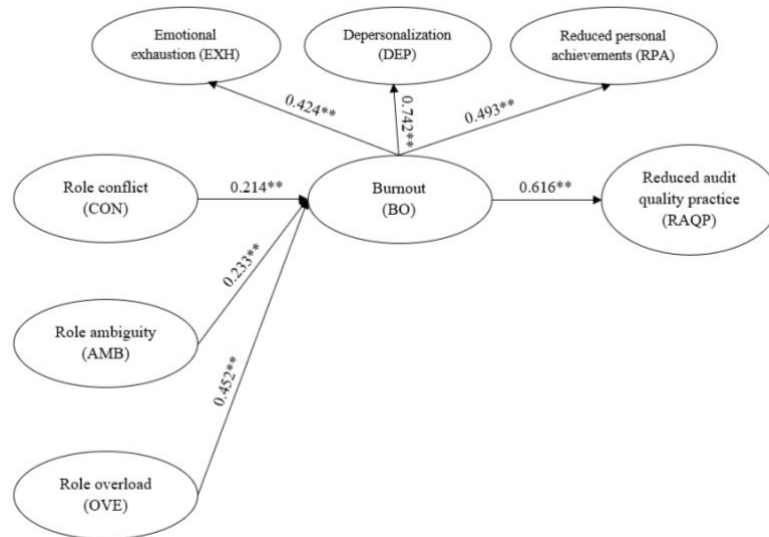 Emotional
exhaustion (EXH)
Depersonalization
(DEP)
Reduced personal
achievements (RPA)
0.424**
0.742**
0.493**
Role conflict
(CON)
0.214**
Burnout
(BO)
0.616**
Reduced audit
quality practice
(RAQP)
0.233**
Role ambiguity
(AMB)
0.452**
Role overload
(OVE)